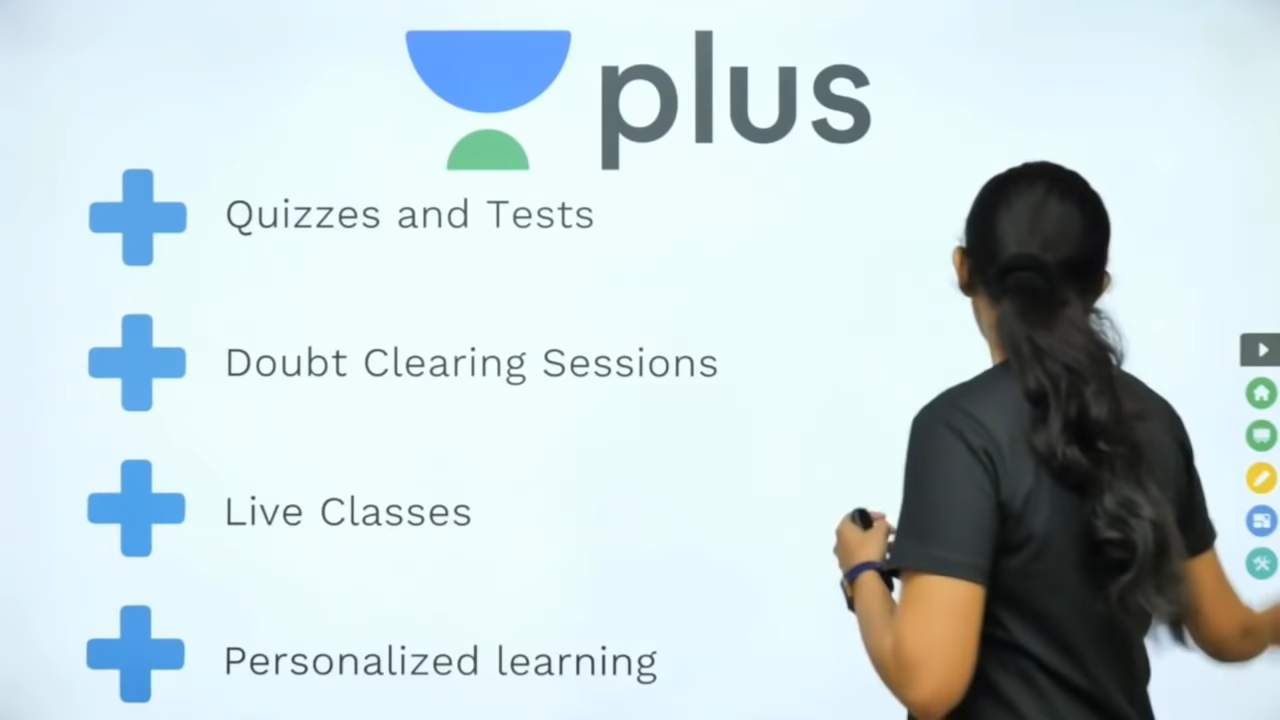 plus
Quizzes and Tests
Doubt Clearing Sessions
Live Classes
Personalized learning